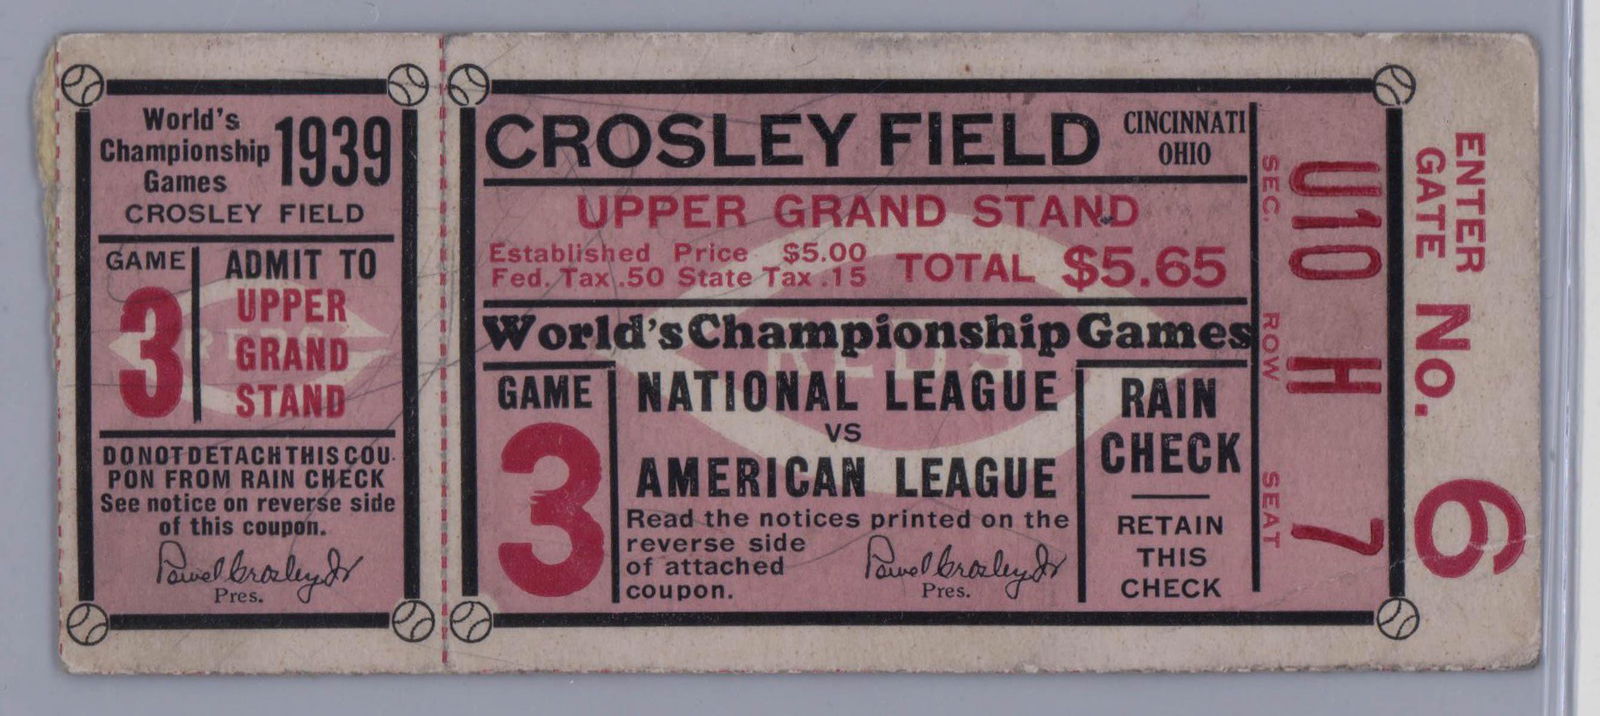 World's
Championship
Games
1939
CROSLEY FIELD
GAME
3
ADMIT TO
UPPER
GRAND
STAND
REDS
DO NOT DETACH THIS COU-
PON FROM RAIN CHECK
See notice on reverse side
of this coupon.
Powel Crosley Jr
Pres.
CROSLEY FIELD
CINCINNATI
OHIO
UPPER GRAND STAND
Established Price $5.00
Fed. Tax .50 State Tax .15
TOTAL $5.65
World's Championship Games
REDS
GAME
3
NATIONAL LEAGUE
VS
AMERICAN LEAGUE
Read the notices printed on the
reverse side
of attached
coupon.
Powel Crosley Jr
Pres.
RAIN
CHECK
RETAIN
THIS
CHECK
SEC. U10
ROW H
SEAT 7
ENTER
GATE No. 6